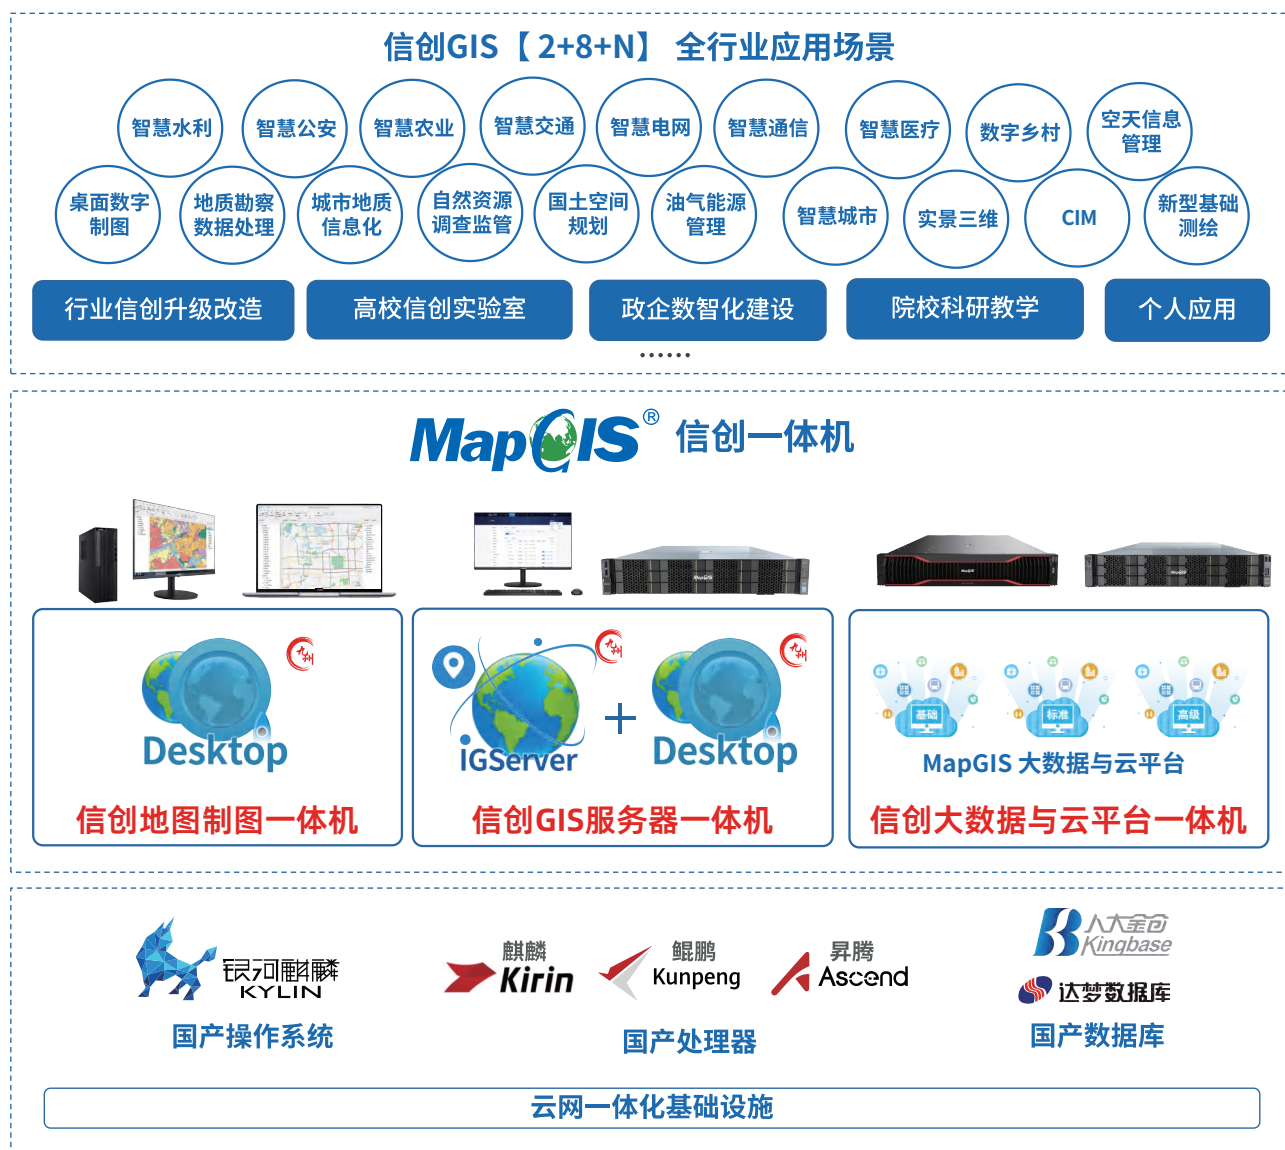 信创GIS【 2+8+N】 全行业应用场景
智慧水利
智慧公安
智慧农业
智慧交通
智慧电网
智慧通信
智慧医疗
数字乡村
空天信息
管理
桌面数字
制图
地质勘察
数据处理
城市地质
信息化
自然资源
调查监管
国土空间
规划
油气能源
管理
智慧城市
实景三维
CIM
新型基础
测绘
行业信创升级改造
高校信创实验室
政企数智化建设
院校科研教学
个人应用
······
MapGIS® 信创一体机
MapGIS
MapGIS
MapGIS
九州
Desktop
信创地图制图一体机
九州
九州
IGServer
+
Desktop
信创GIS服务器一体机
基础
标准
高级
MapGIS 大数据与云平台
信创大数据与云平台一体机
银河麒麟
KYLIN
国产操作系统
麒麟
Kirin
鲲鹏
Kunpeng
昇腾
Ascend
国产处理器
人大金仓
Kingbase
达梦数据库
国产数据库
云网一体化基础设施